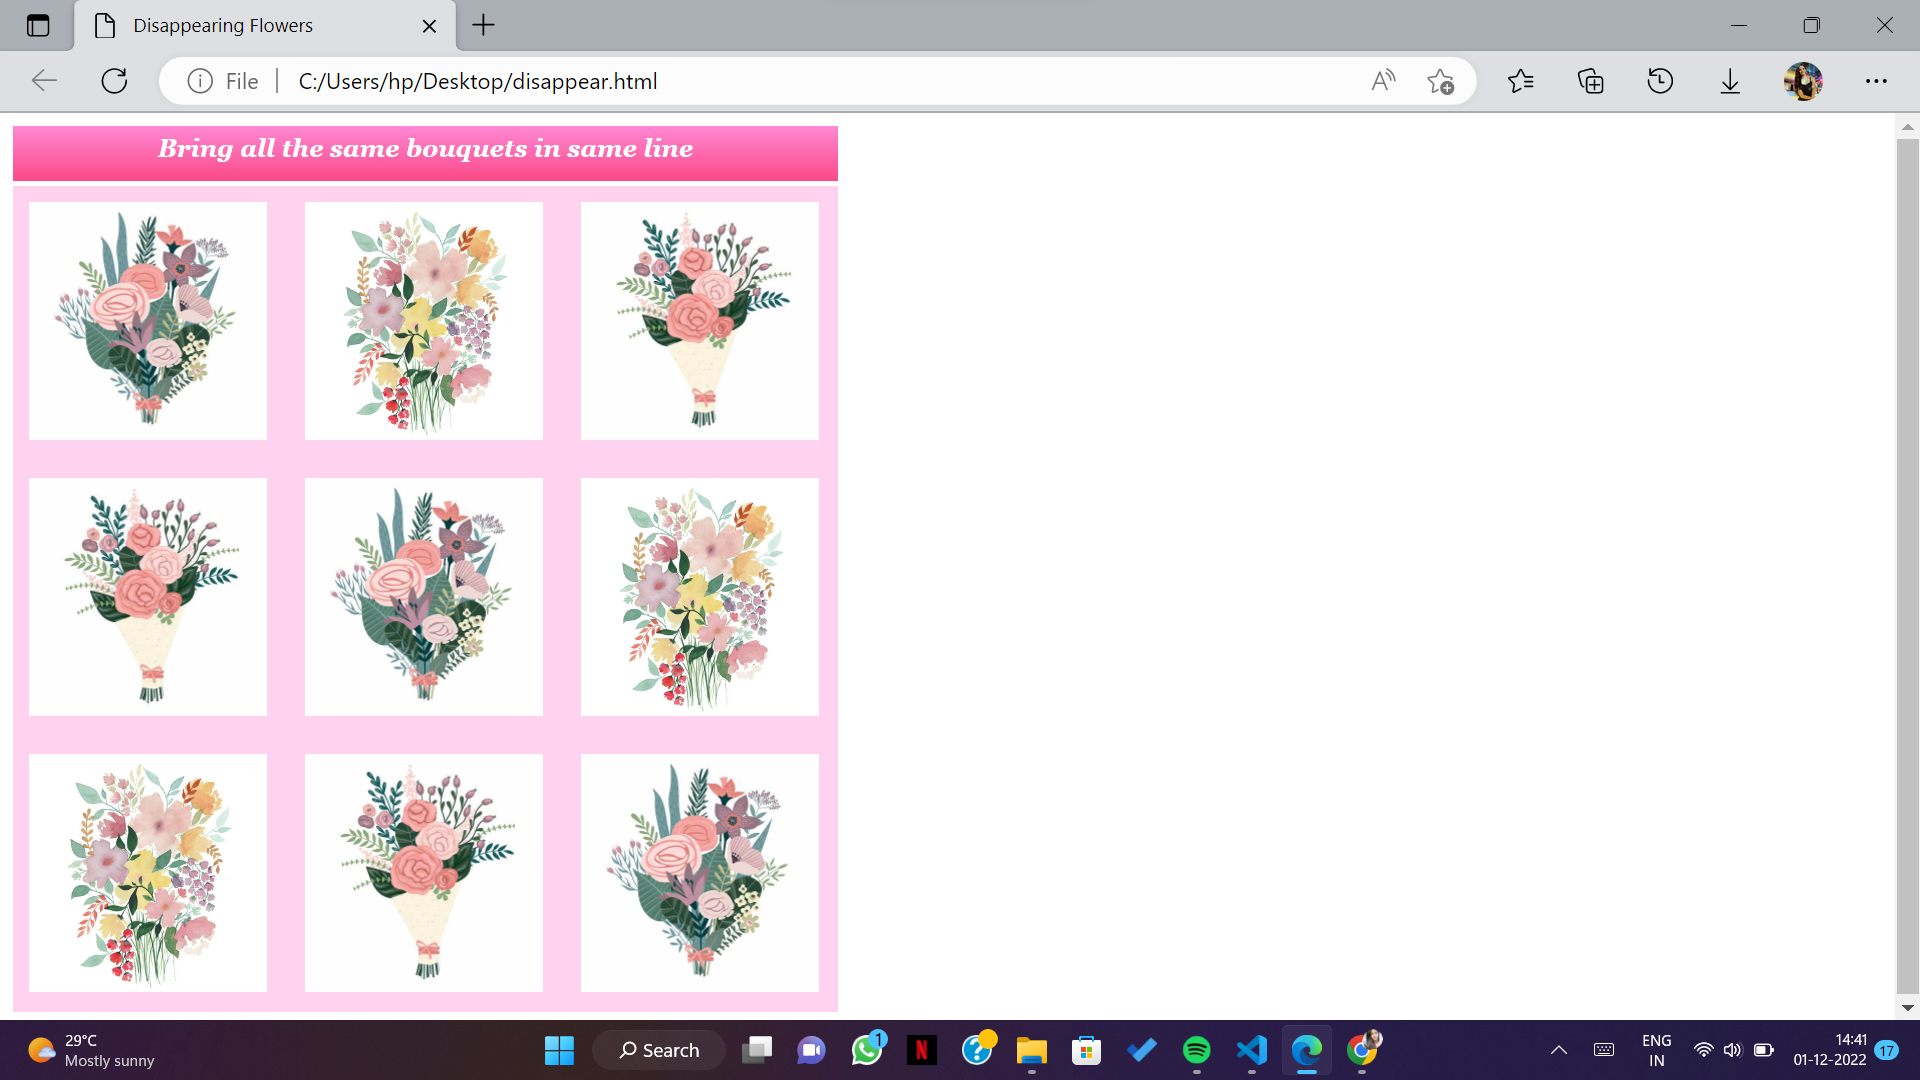 Disappearing Flowers
File
C:/Users/hp/Desktop/disappear.html
Bring all the same bouquets in same line
29°C
Mostly sunny
Search
1
ENG
IN
14:41
01-12-2022
17